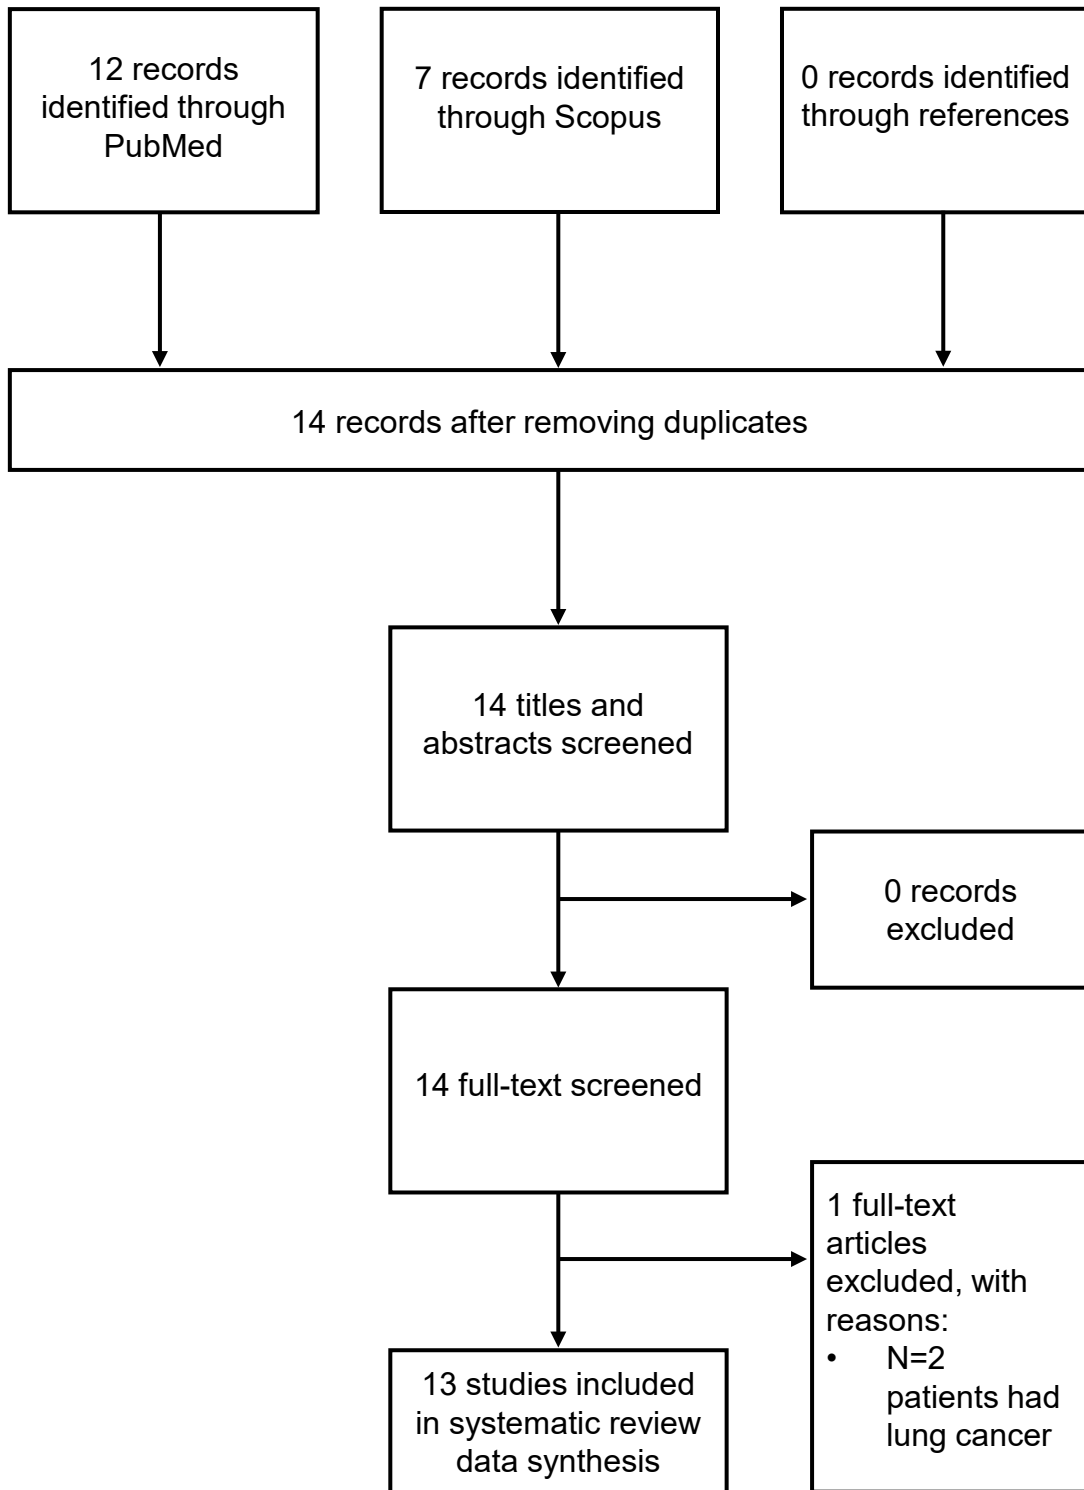 12 records
identified through
PubMed
7 records identified
through Scopus
0 records identified
through references
14 records after removing duplicates
14 titles and
abstracts screened
0 records
excluded
14 full-text screened
1 full-text
articles
excluded, with
reasons:
• N=2
patients had
lung cancer
13 studies included
in systematic review
data synthesis